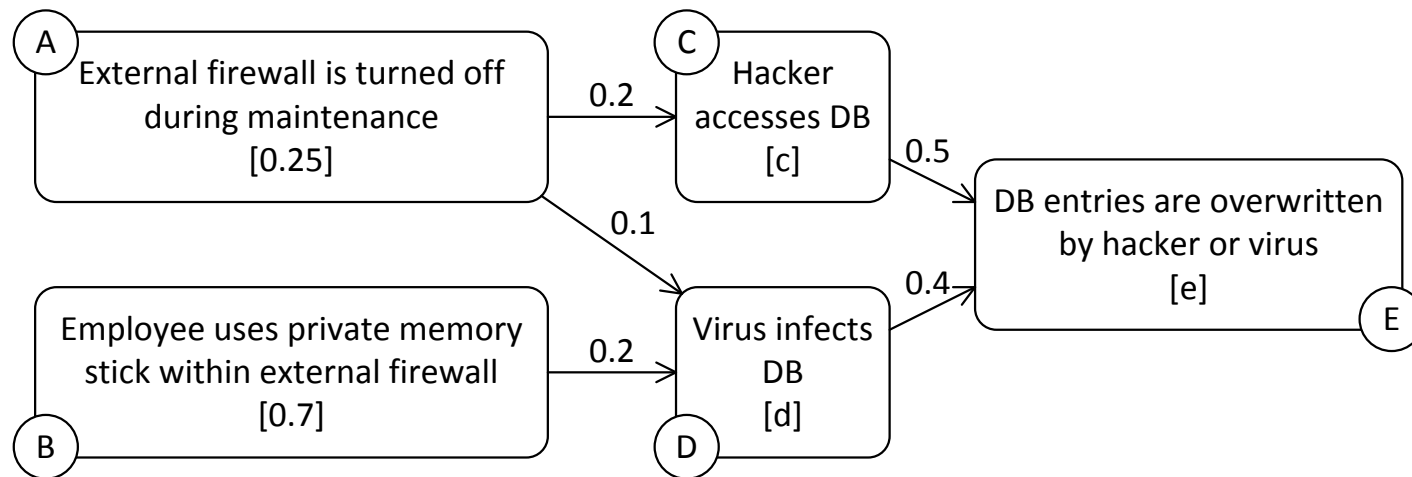 A
External firewall is turned off
during maintenance
[0.25]
0.2
C
Hacker
accesses DB
[c]
0.5
0.1
DB entries are overwritten
by hacker or virus
[e]
E
Employee uses private memory
stick within external firewall
[0.7]
B
0.2
Virus infects
DB
[d]
D
0.4